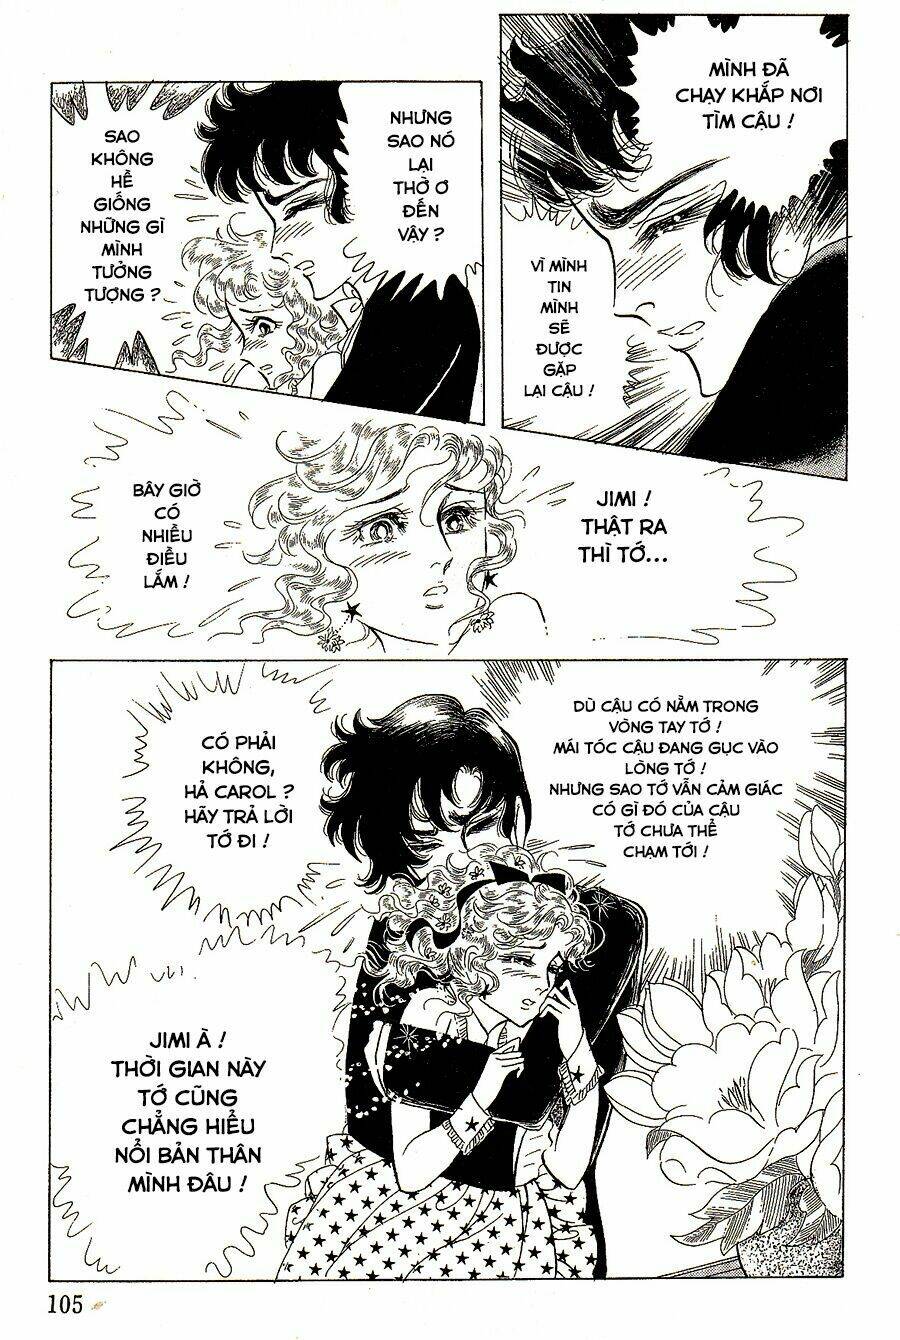 MÌNH ĐÃ
CHẠY KHẮP NƠI
TÌM CẬU !
VÌ MÌNH
TIN
MÌNH
SẼ
ĐƯỢC
GẶP
LẠI CẬU !
NHƯNG
SAO NÓ
LẠI
THỜ Ơ
ĐẾN
VẬY ?
SAO
KHÔNG
HỀ
GIỐNG
NHỮNG GÌ
MÌNH
TƯỞNG
TƯỢNG ?
JIMI !
THẬT RA
THÌ TỚ...
BÂY GIỜ
CÓ
NHIỀU
ĐIỀU
LẮM !
DÙ CẬU CÓ NẰM TRONG
VÒNG TAY TỚ !
MÁI TÓC CẬU ĐANG GỤC VÀO
LÒNG TỚ !
NHƯNG SAO TỚ VẪN CẢM GIÁC
CÓ GÌ ĐÓ CỦA CẬU
TỚ CHƯA THỂ
CHẠM TỚI !
CÓ PHẢI
KHÔNG,
HẢ CAROL ?
HÃY TRẢ LỜI
TỚ ĐI !
JIMI À !
THỜI GIAN NÀY
TỚ CŨNG
CHẲNG HIỂU
NỔI BẢN THÂN
MÌNH ĐÂU !
105